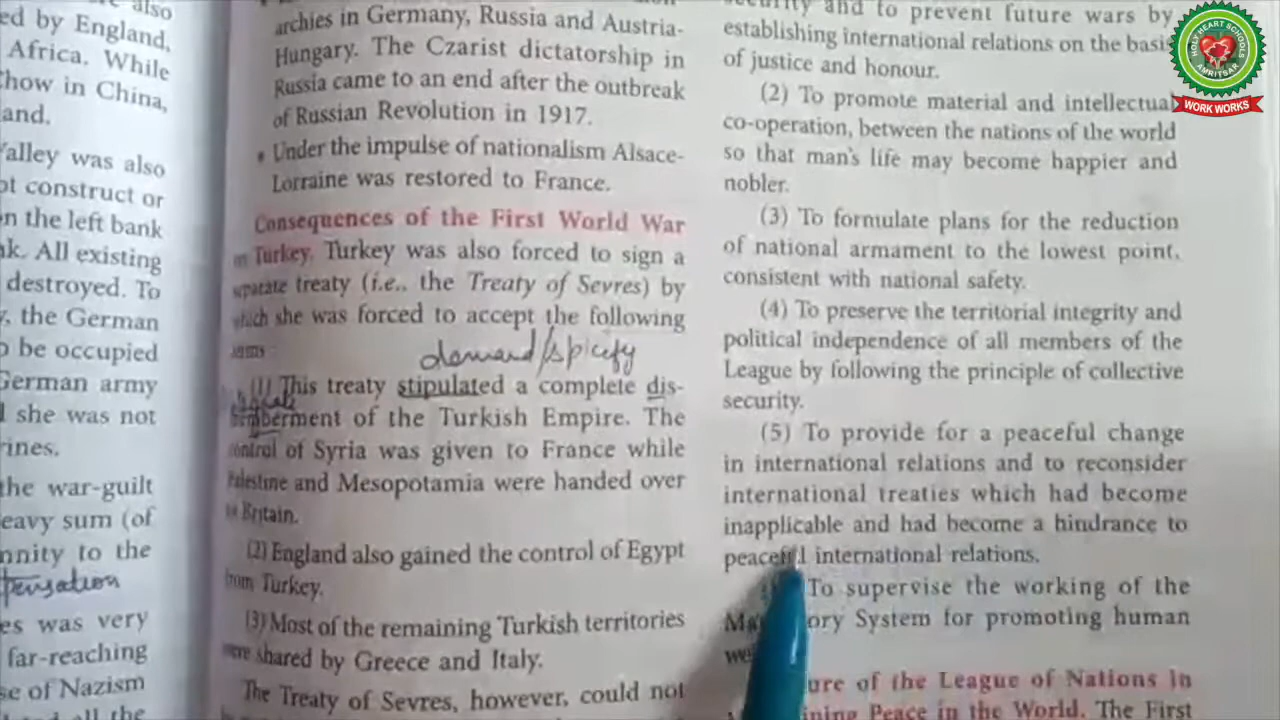 also
ed by England,
Africa. While
how in China,
and.
Valley was also
ot construct or
on the left bank
nk. All existing
destroyed. To
y, the German
o be occupied
German army
l she was not
rines.
the war-guilt
eavy sum (of
nnity to the
pensation
es was very
far-reaching
se of Nazism
archies in Germany, Russia and Austria-
Hungary. The Czarist dictatorship in
Russia came to an end after the outbreak
of Russian Revolution in 1917.
• Under the impulse of nationalism Alsace-
Lorraine was restored to France.
Consequences of the First World War
on Turkey. Turkey was also forced to sign a
separate treaty (i.e., the Treaty of Sevres) by
which she was forced to accept the following
terms
demand/spicify
(1) This treaty stipulated a complete dis-
memberment of the Turkish Empire. The
control of Syria was given to France while
Palestine and Mesopotamia were handed over
to Britain.
(2) England also gained the control of Egypt
from Turkey.
(3) Most of the remaining Turkish territories
were shared by Greece and Italy.
The Treaty of Sevres, however, could not
security and to prevent future wars by
establishing international relations on the basis
of justice and honour.
(2) To promote material and intellectual
co-operation, between the nations of the world
so that man's life may become happier and
nobler.
(3) To formulate plans for the reduction
of national armament to the lowest point,
consistent with national safety.
(4) To preserve the territorial integrity and
political independence of all members of the
League by following the principle of collective
security.
(5) To provide for a peaceful change
in international relations and to reconsider
international treaties which had become
inapplicable and had become a hindrance to
peaceful international relations.
To supervise the working of the
ory System for promoting human
ure of the League of Nations in
ining Peace in the World. The First
HOLY HEART SCHOOLS
AMRITSAR
WORK WORKS